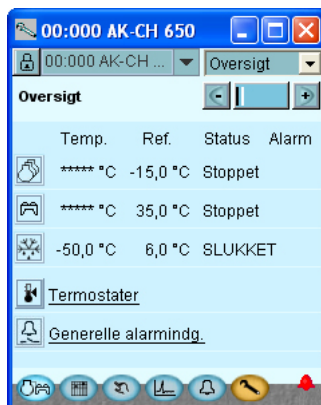 00:000 AK-CH 650
00:000 AK-CH ... Oversigt
Oversigt
Temp. Ref. Status Alarm
***** °C -15,0 °C Stoppet
***** °C 35,0 °C Stoppet
-50,0 °C 6,0 °C SLUKKET
Termostater
Generelle alarmindg.